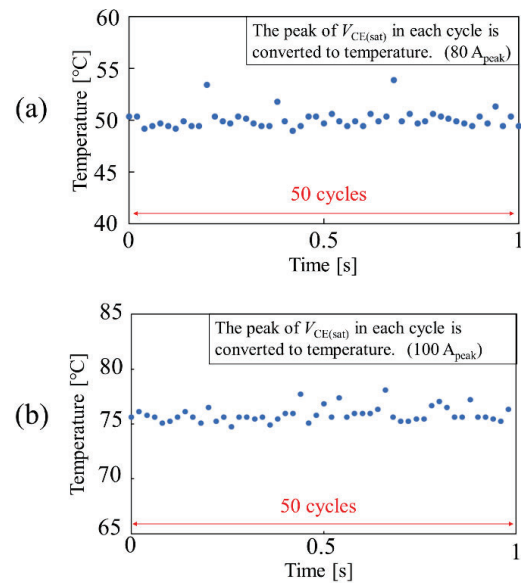 (a)
Temperature [℃]
60
55
50
45
40
The peak of VCE(sat) in each cycle is
converted to temperature. (80 Apeak)
50 cycles
0
0.5
1
Time [s]
(b)
Temperature [℃]
85
80
75
70
65
The peak of VCE(sat) in each cycle is
converted to temperature. (100 Apeak)
50 cycles
0
0.5
1
Time [s]